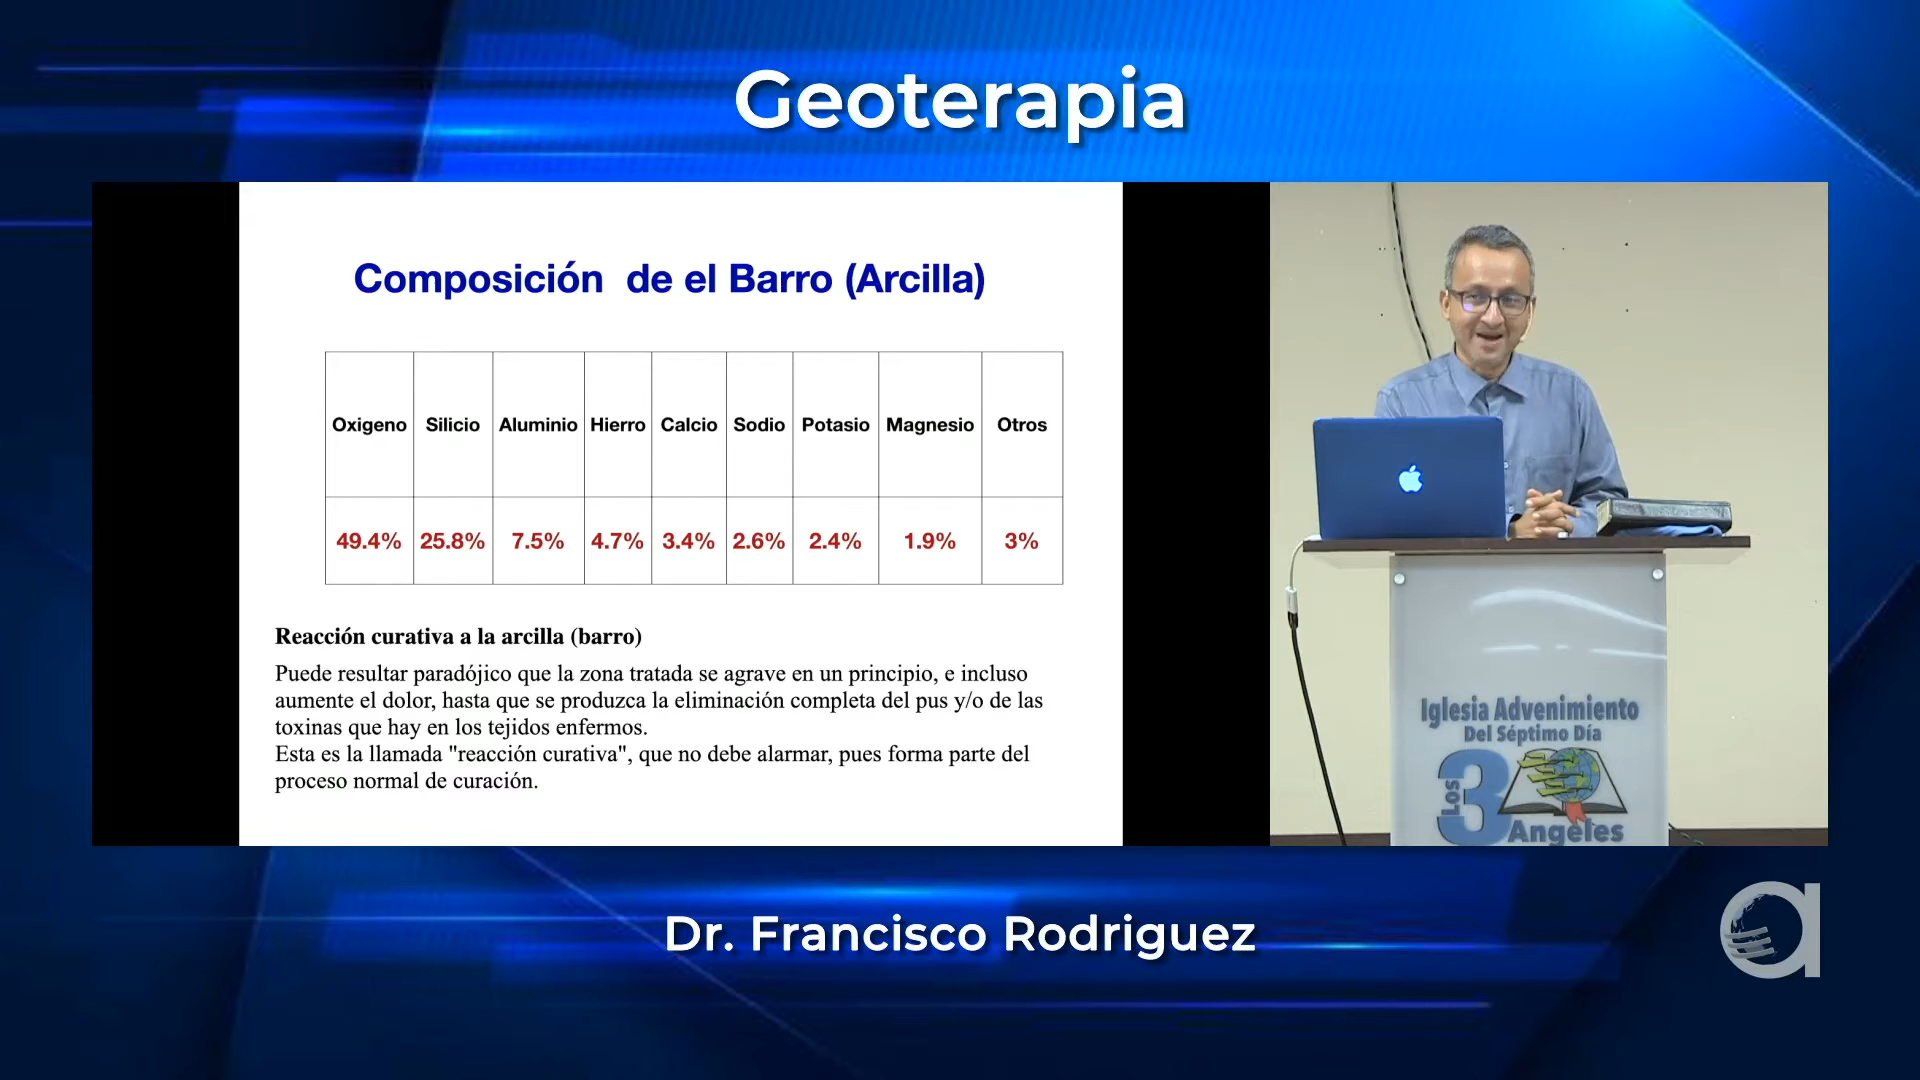 Geoterapia
Composición de el Barro (Arcilla)
Oxigeno Silicio Aluminio Hierro Calcio Sodio Potasio Magnesio Otros
49.4% 25.8% 7.5% 4.7% 3.4% 2.6% 2.4% 1.9% 3%
Reacción curativa a la arcilla (barro)
Puede resultar paradójico que la zona tratada se agrave en un principio, e incluso
aumente el dolor, hasta que se produzca la eliminación completa del pus y/o de las
toxinas que hay en los tejidos enfermos.
Esta es la llamada "reacción curativa", que no debe alarmar, pues forma parte del
proceso normal de curación.
Iglesia Advenimiento
Del Séptimo Día
Los
3
Angeles
Dr. Francisco Rodriguez